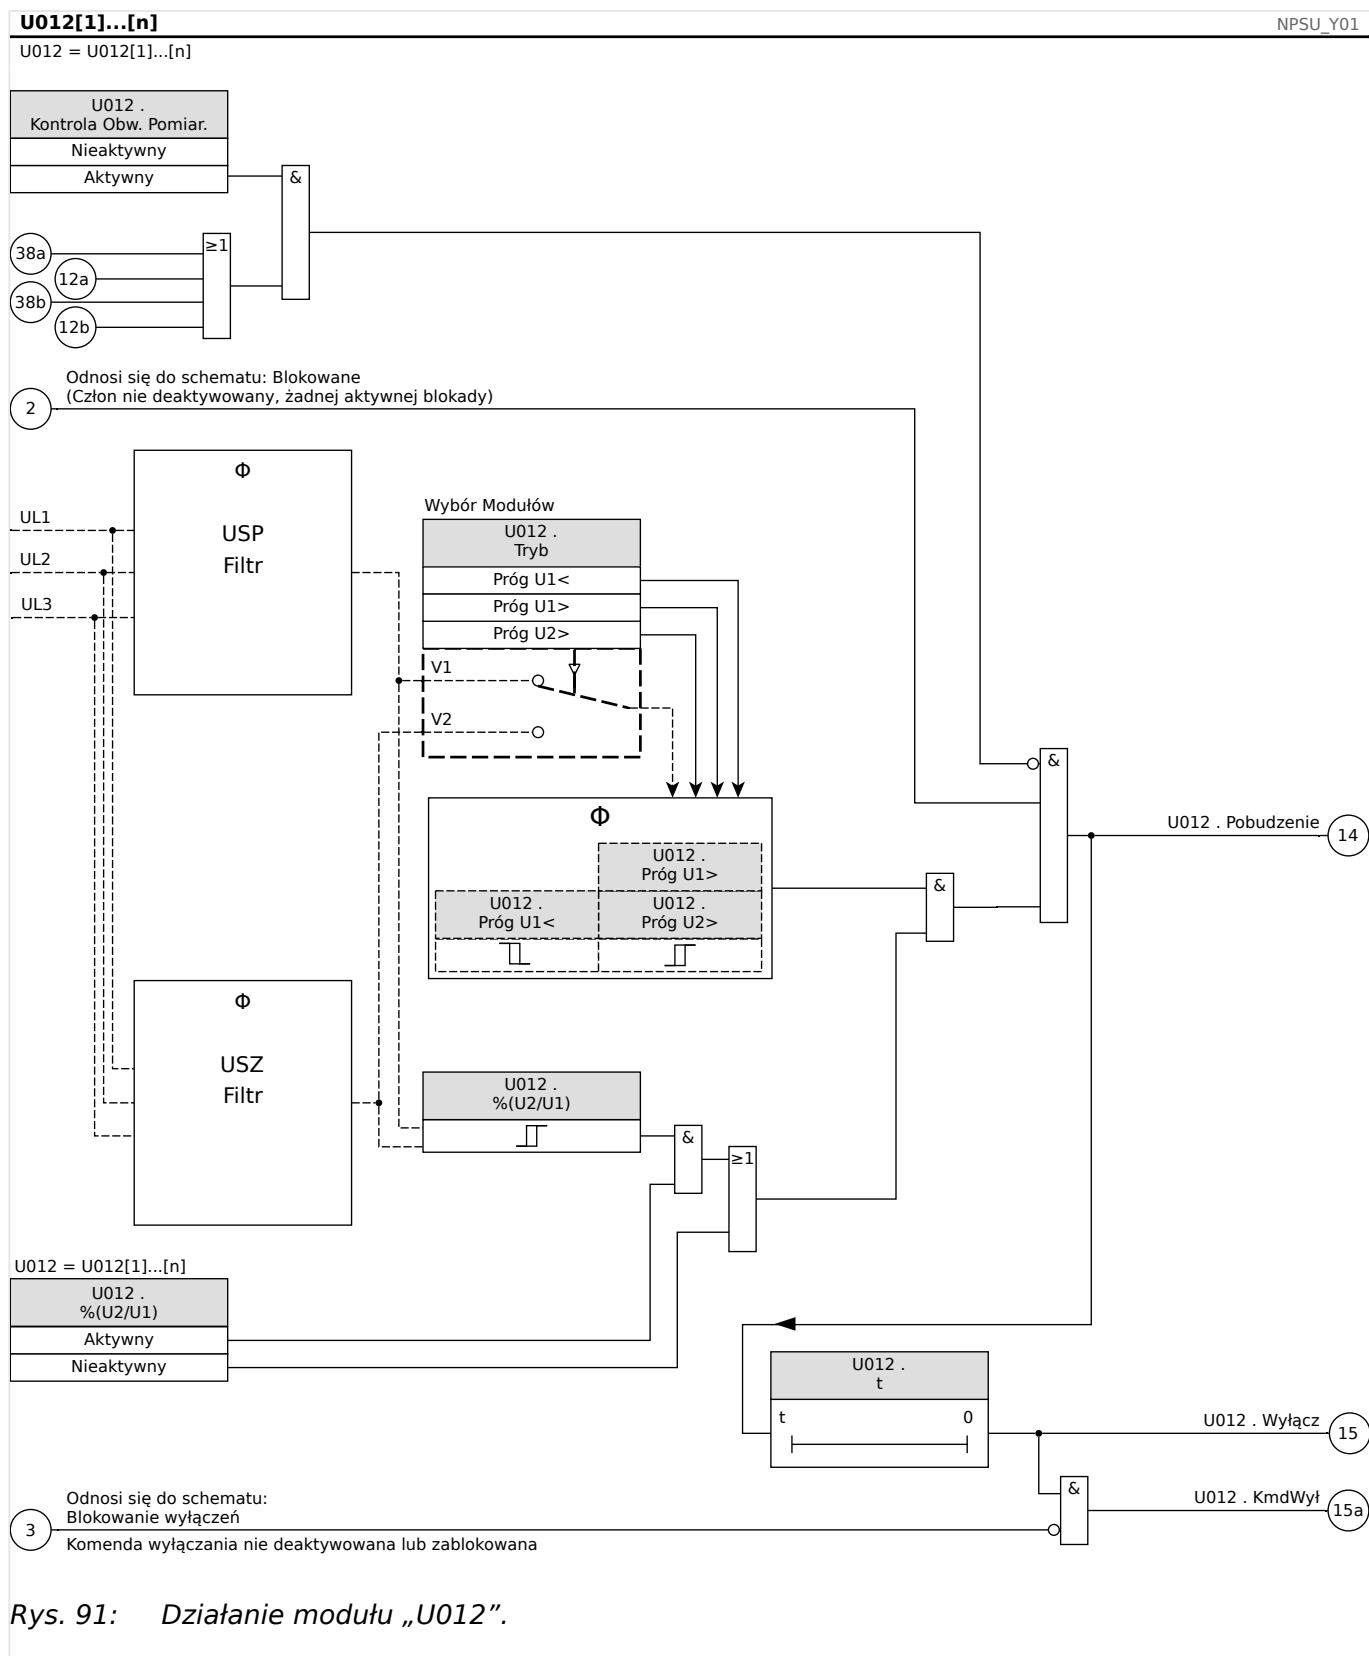 U012[1]...[n]
NPSU_Y01
U012 = U012[1]...[n]
U012 .
Kontrola Obw. Pomiar.
Nieaktywny
Aktywny
&
≥1
38a
12a
38b
12b
Odnosi się do schematu: Blokowane
(Człon nie deaktywowany, żadnej aktywnej blokady)
2
Φ
USP
Filtr
UL1
UL2
UL3
Wybór Modułów
U012 .
Tryb
Próg U1<
Próg U1>
Próg U2>
V1
V2
&
U012 . Pobudzenie
14
Φ
U012 .
Próg U1>
U012 .
Próg U1<
U012 .
Próg U2>
&
Φ
USZ
Filtr
U012 .
%(U2/U1)
&
≥1
U012 = U012[1]...[n]
U012 .
%(U2/U1)
Aktywny
Nieaktywny
U012 .
t
t 0
U012 . Wyłącz
15
&
U012 . KmdWył
15a
Odnosi się do schematu:
Blokowanie wyłączeń
3
Komenda wyłączania nie deaktywowana lub zablokowana
Rys. 91: Działanie modułu „U012”.